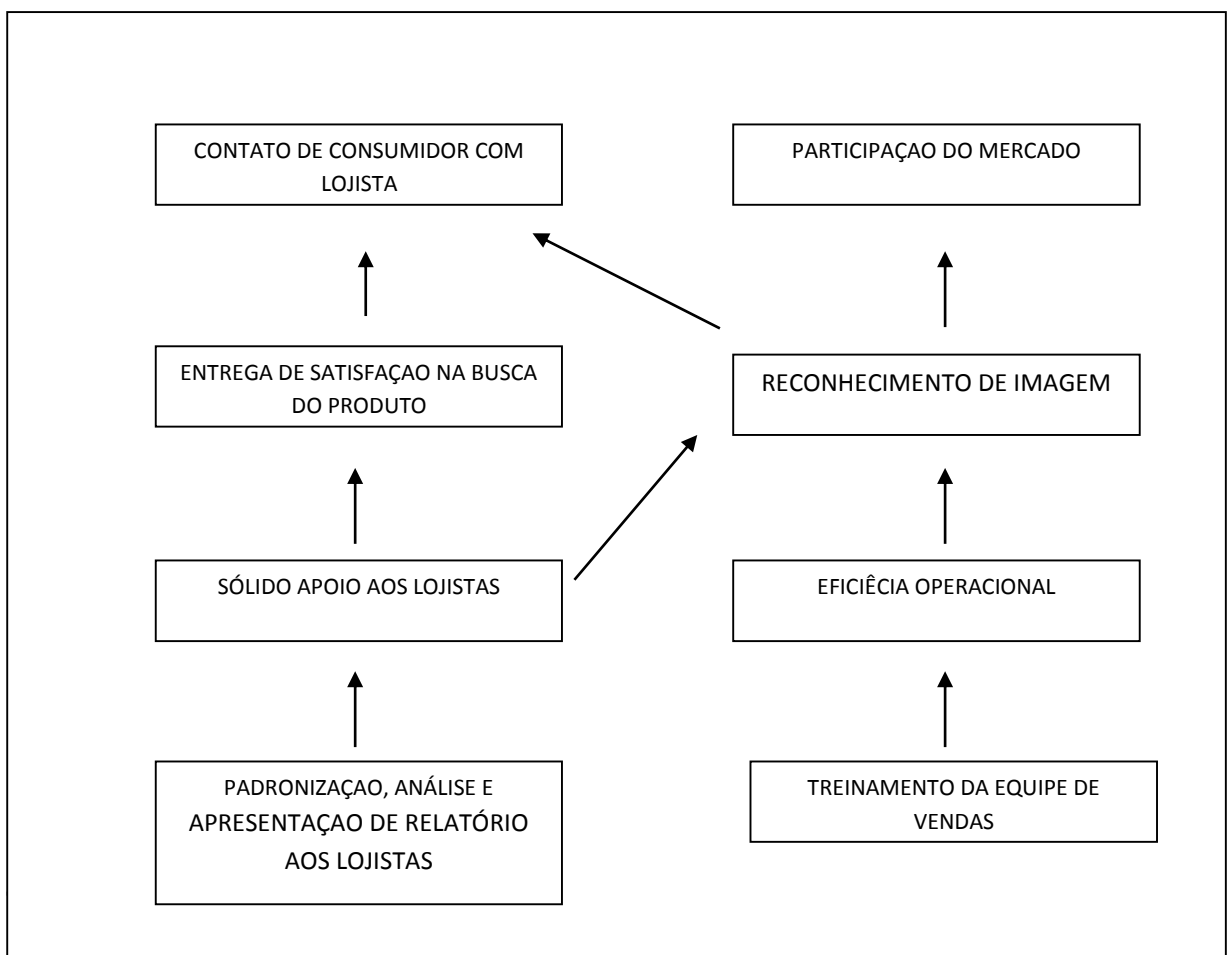 CONTATO DE CONSUMIDOR COM
LOJISTA
PARTICIPAÇAO DO MERCADO
ENTREGA DE SATISFAÇAO NA BUSCA
DO PRODUTO
RECONHECIMENTO DE IMAGEM
SÓLIDO APOIO AOS LOJISTAS
EFICIÊCIA OPERACIONAL
PADRONIZAÇAO, ANÁLISE E
APRESENTAÇAO DE RELATÓRIO
AOS LOJISTAS
TREINAMENTO DA EQUIPE DE
VENDAS